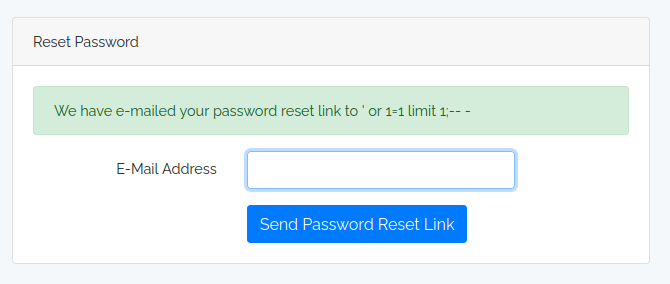 Reset Password
We have e-mailed your password reset link to ' or 1=1 limit 1;-- -
E-Mail Address
Send Password Reset Link